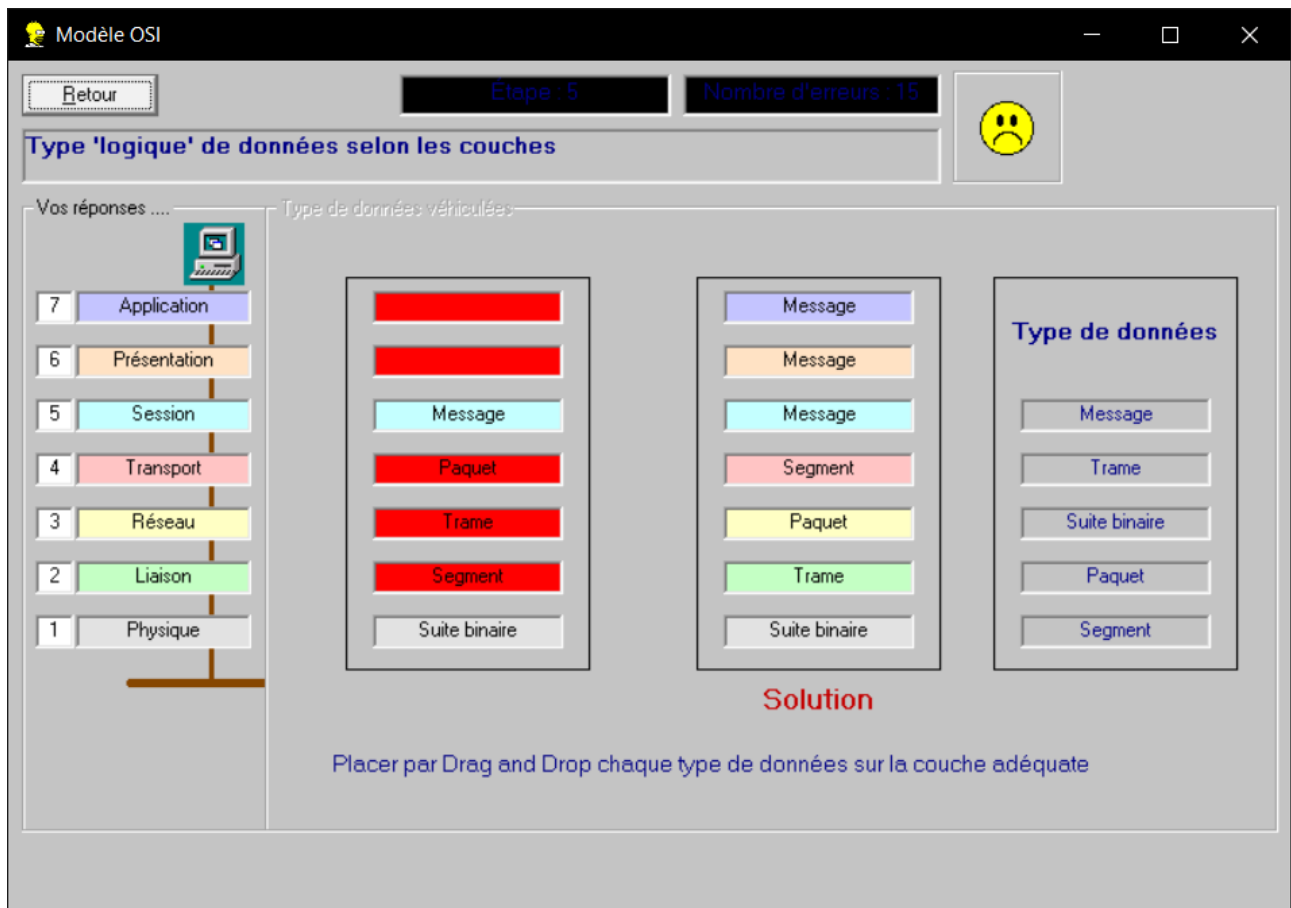 Modèle OSI
Retour
Étape : 5
Nombre d'erreurs : 15
Type 'logique' de données selon les couches
Vos réponses ....
Type de données véhiculées
7 Application
6 Présentation
5 Session
4 Transport
3 Réseau
2 Liaison
1 Physique
Message
Paquet
Trame
Segment
Suite binaire
Message
Message
Message
Segment
Paquet
Trame
Suite binaire
Solution
Type de données
Message
Trame
Suite binaire
Paquet
Segment
Placer par Drag and Drop chaque type de données sur la couche adéquate